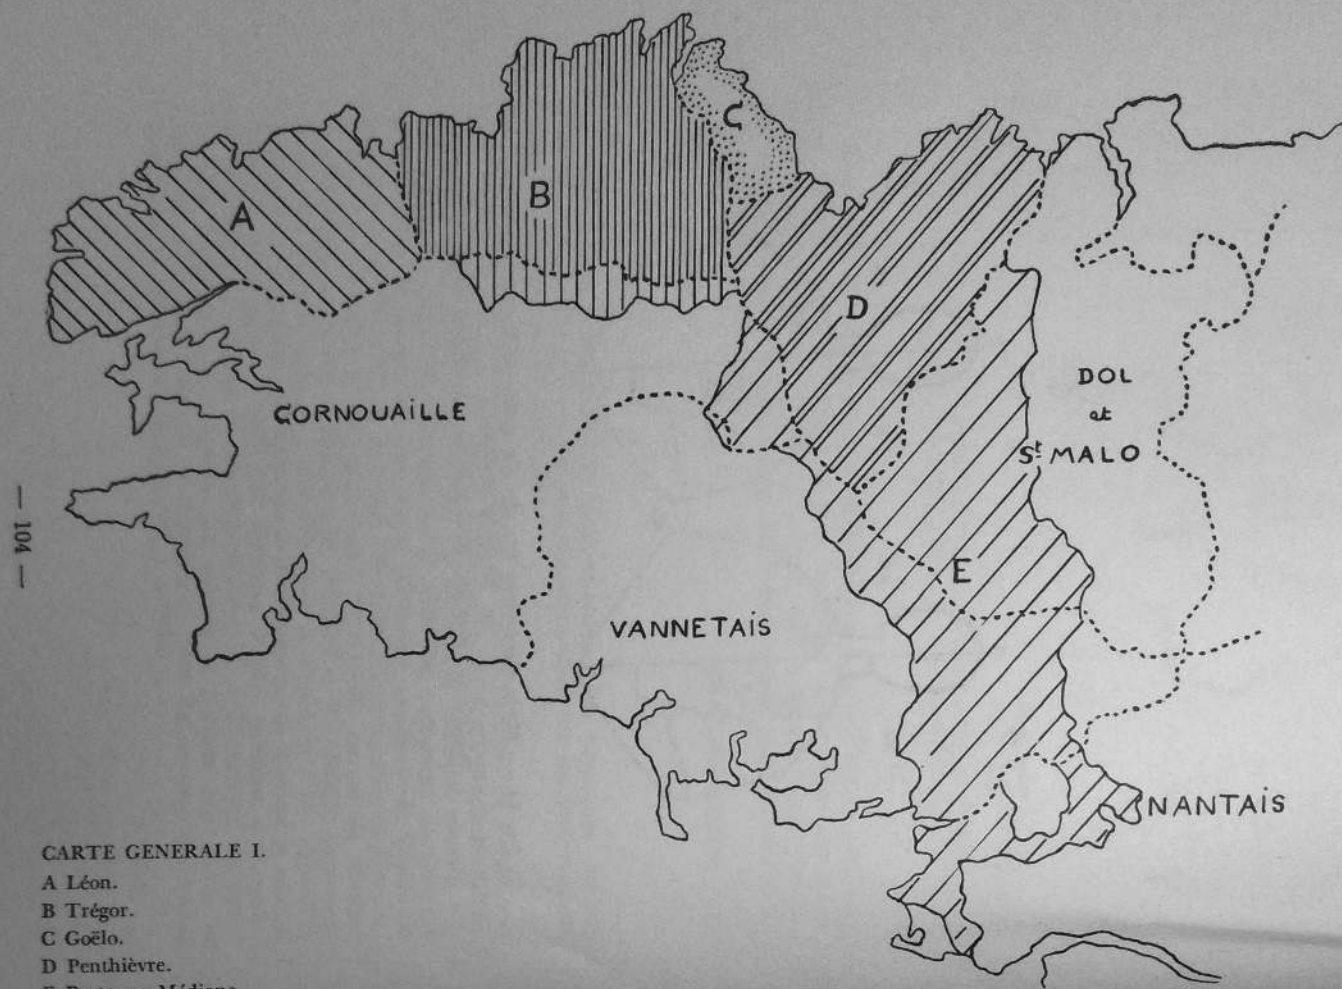 A
B
C
D
E
CORNOUAILLE
VANNETAIS
DOL
et
St MALO
NANTAIS
— 104 —
CARTE GENERALE I.
A Léon.
B Trégor.
C Goëlo.
D Penthièvre.